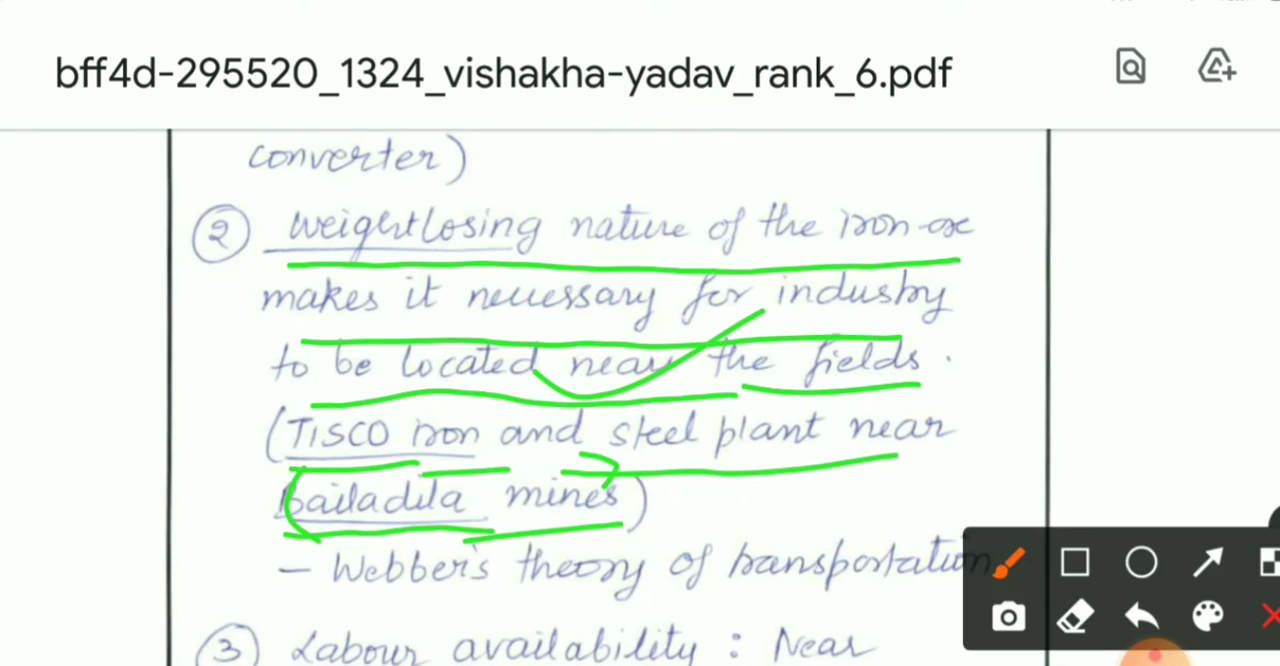 bff4d-295520_1324_vishakha-yadav_rank_6.pdf
converter)
② weightlosing nature of the iron-ore
makes it necessary for industry
to be located near the fields.
(TISCO iron and steel plant near
bailadila mines)
- Webber's theory of transportation
③ Labour availability : Near